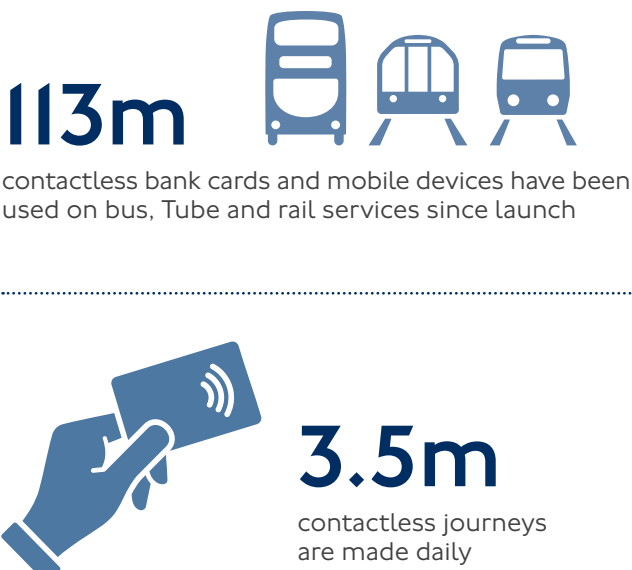 113m
contactless bank cards and mobile devices have been
used on bus, Tube and rail services since launch
3.5m
contactless journeys
are made daily